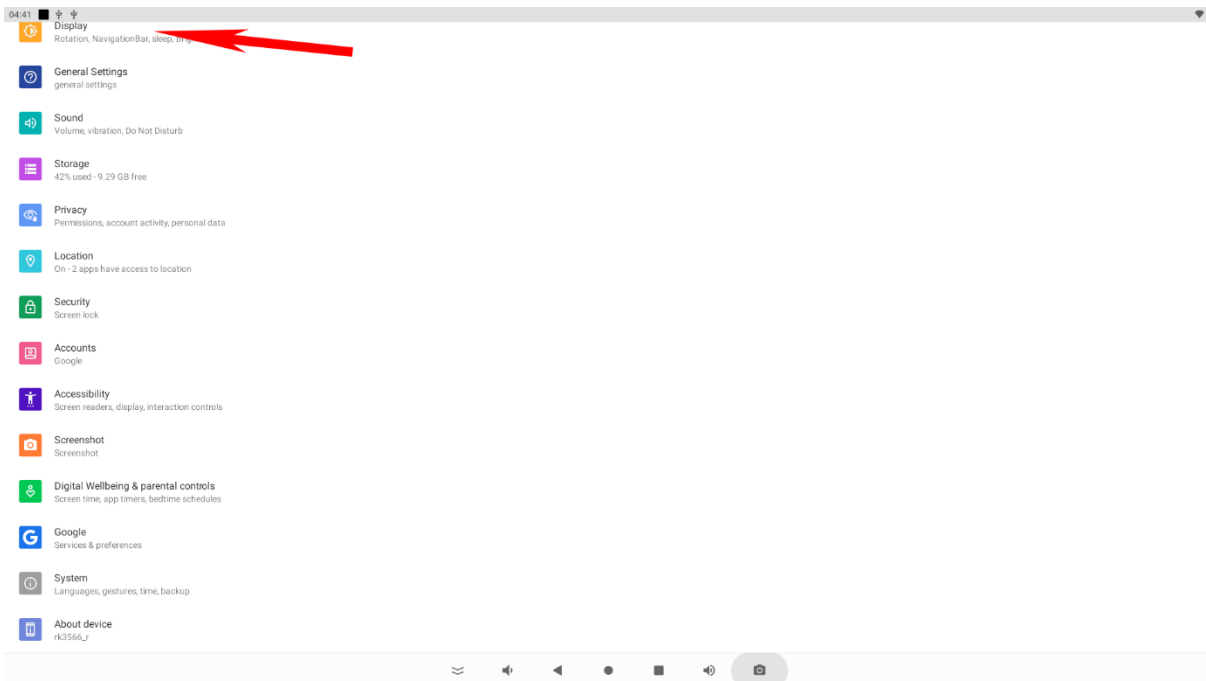 04:41
Display
Rotation, NavigationBar, sleep,
General Settings
general settings
Sound
Volume, vibration, Do Not Disturb
Storage
42% used - 9.29 GB free
Privacy
Permissions, account activity, personal data
Location
On - 2 apps have access to location
Security
Screen lock
Accounts
Google
Accessibility
Screen readers, display, interaction controls
Screenshot
Screenshot
Digital Wellbeing & parental controls
Screen time, app timers, bedtime schedules
G
Google
Services & preferences
System
Languages, gestures, time, backup
About device
rk3566_r